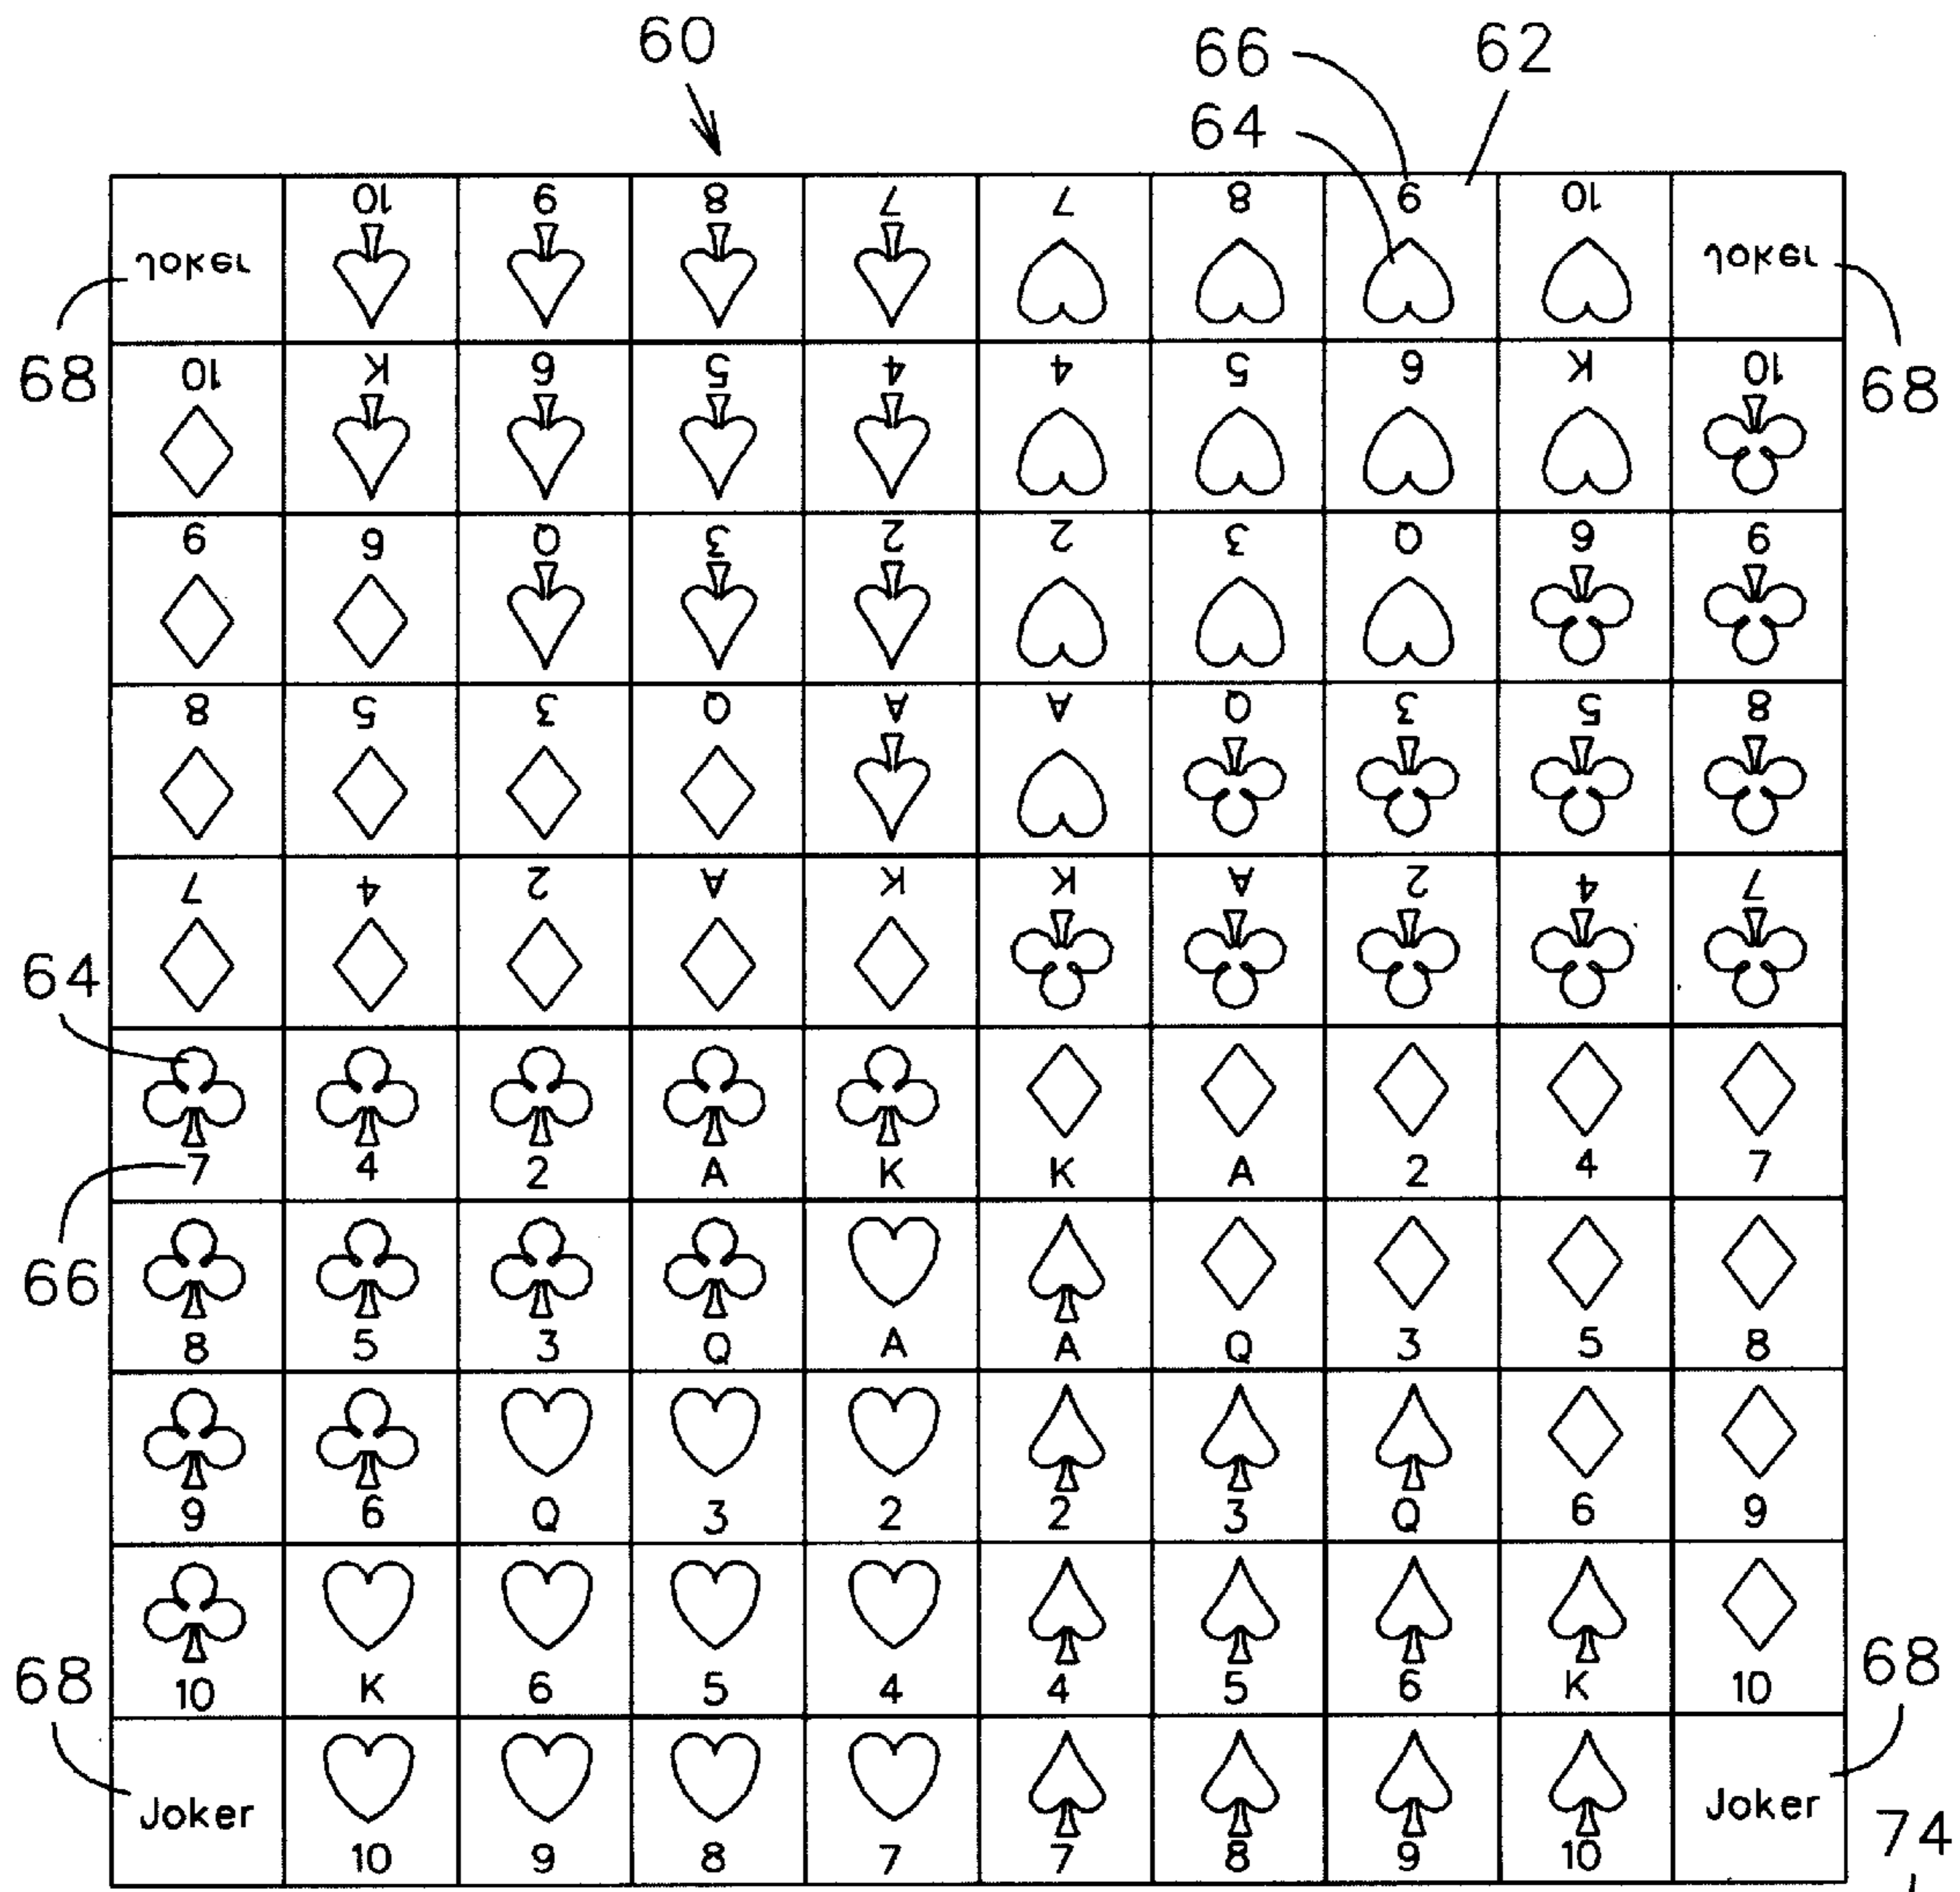 60 66 62
64
10 9 8 7 7 8 9 10
Joker Joker
68 68
10 K 6 5 4 4 5 6 K 10
9 6 Q 3 2 2 3 Q 6 9
8 5 3 Q A A Q 3 5 8
7 4 2 A K K A 2 4 7
64
7 4 2 A K K A 2 4 7
66
8 5 3 Q A A Q 3 5 8
9 6 Q 3 2 2 3 Q 6 9
68 68
10 K 6 5 4 4 5 6 K 10
Joker Joker
74
10 9 8 7 7 8 9 10